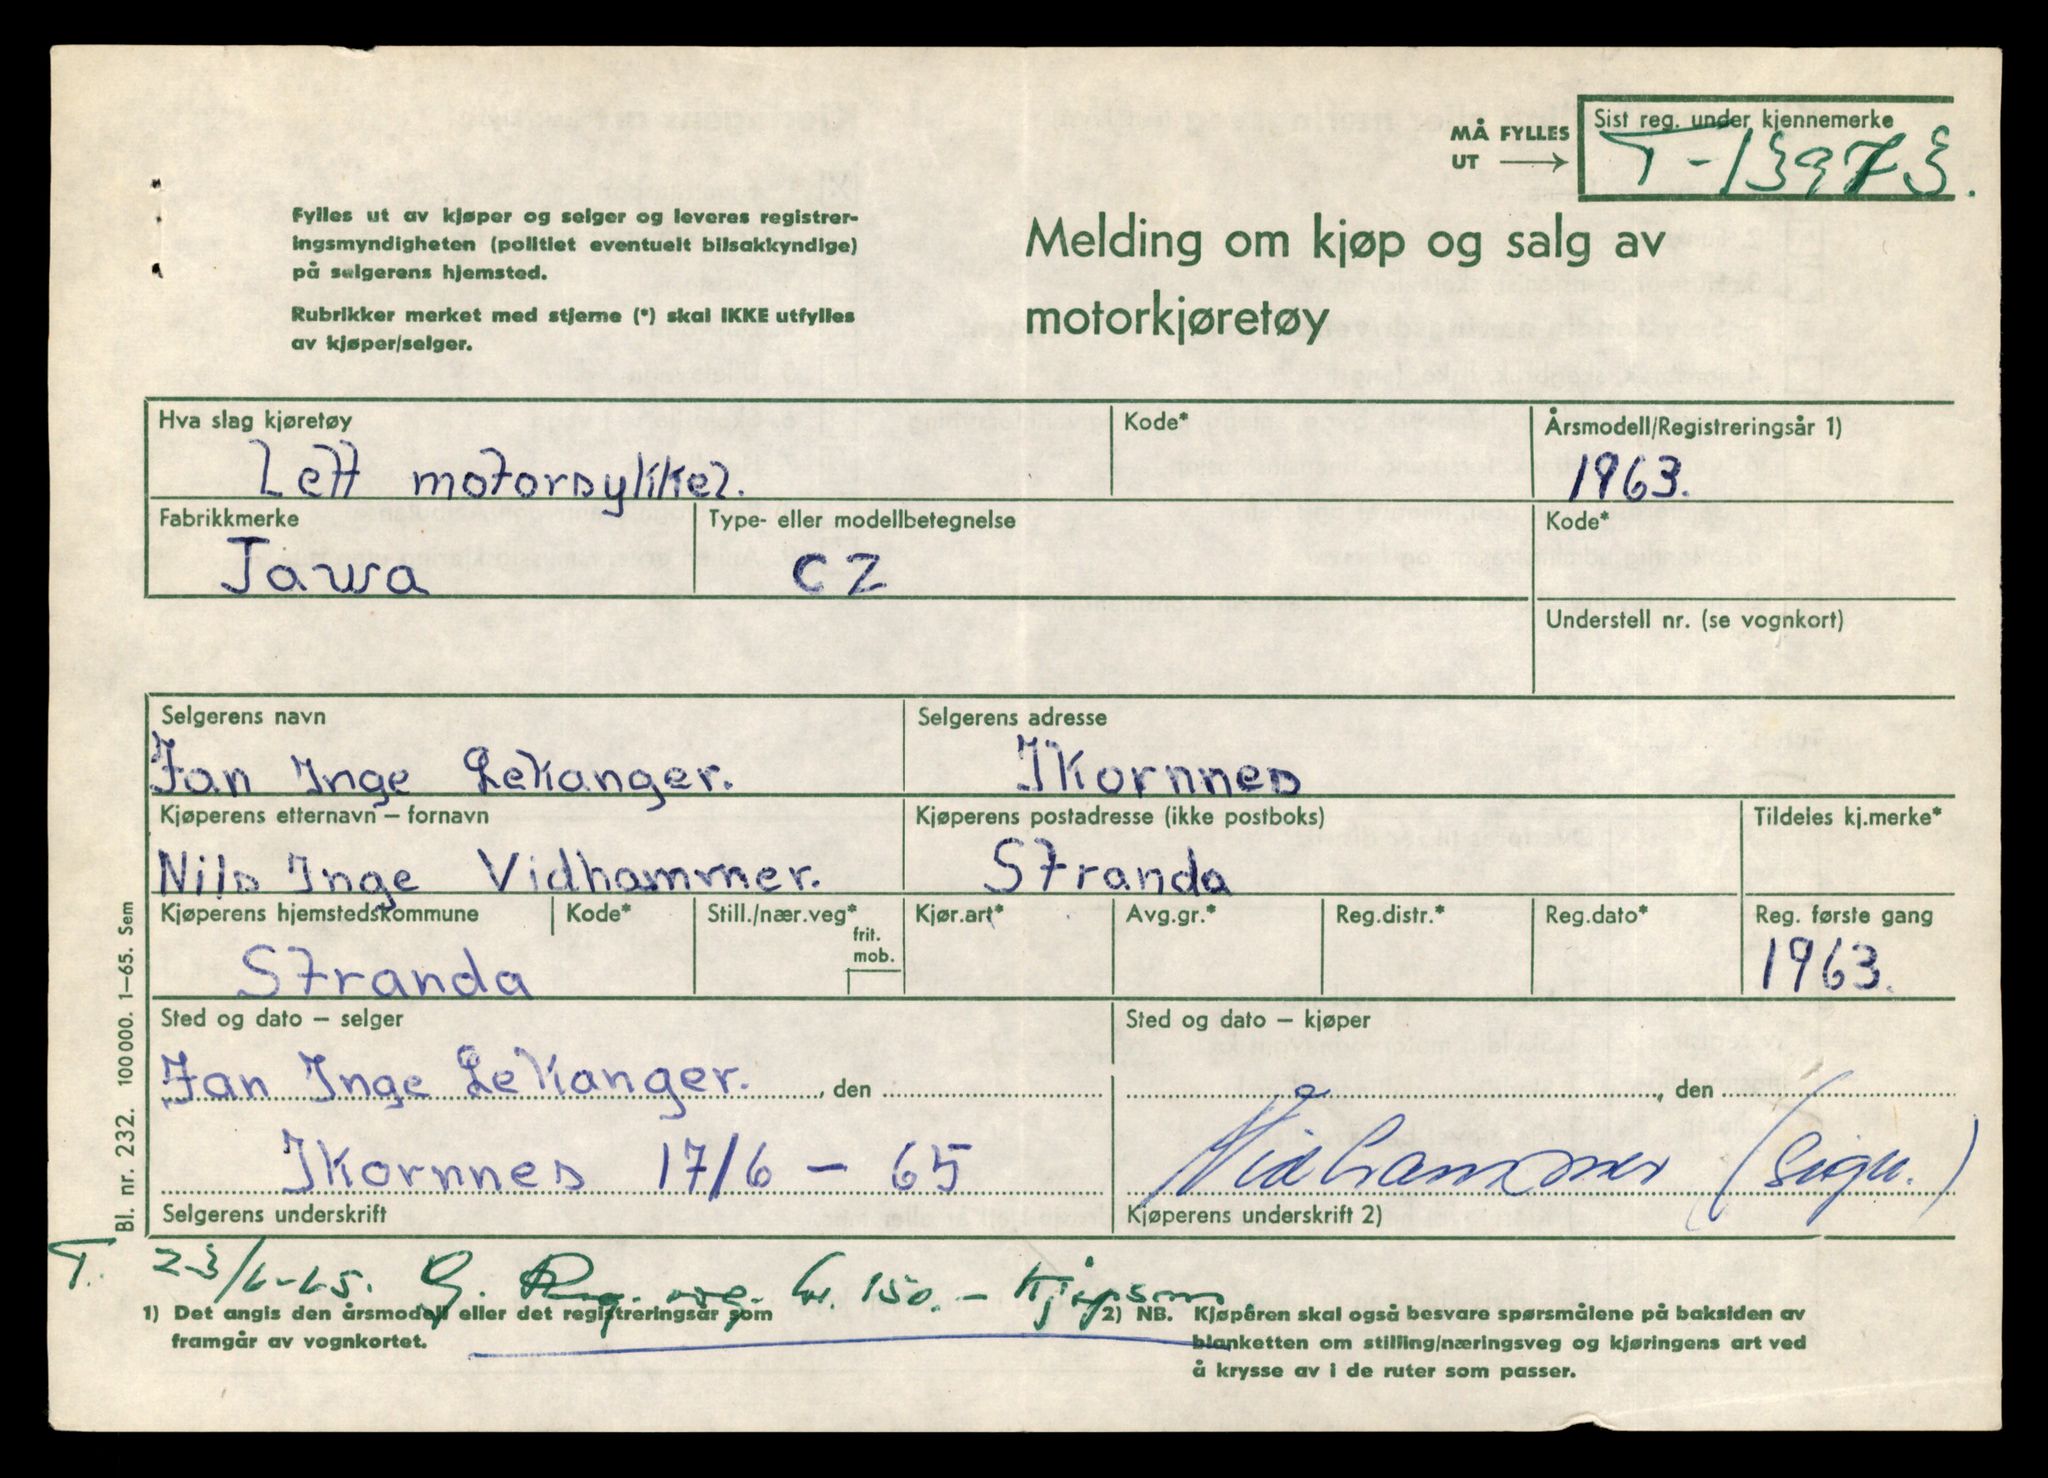 MÅ FYLLES UT → Sist reg. under kjennemerke
T-13973.
Fylles ut av kjøper og selger og leveres registrer-
ingsmyndigheten (politiet eventuelt bilsakkyndige)
på selgerens hjemsted.
Rubrikker merket med stjerne (*) skal IKKE utfylles
av kjøper/selger.
Melding om kjøp og salg av
motorkjøretøy
Hva slag kjøretøy Kode* Årsmodell/Registreringsår 1)
Lett motorsykkel. 1963.
Fabrikkmerke Type- eller modellbetegnelse Kode*
Jawa CZ
Understell nr. (se vognkort)
Selgerens navn Selgerens adresse
Jan Inge Lekanger. Ikornnes
Kjøperens etternavn – fornavn Kjøperens postadresse (ikke postboks) Tildeles kj.merke*
Nils Inge Vidhammer. Stranda
Kjøperens hjemstedskommune Kode* Still./nær.veg* frit. mob. Kjør.art* Avg.gr.* Reg.distr.* Reg.dato* Reg. første gang
Stranda 1963.
Sted og dato – selger Sted og dato – kjøper
Jan Inge Lekanger. , den , den
Ikornnes 17/6 – 65 Vidhammer (sign.)
Selgerens underskrift Kjøperens underskrift 2)
T. 23/6-65. kr. 150.–
1) Det angis den årsmodell eller det registreringsår som
framgår av vognkortet.
2) NB. Kjøperen skal også besvare spørsmålene på baksiden av
blanketten om stilling/næringsveg og kjøringens art ved
å krysse av i de ruter som passer.
Bl. nr. 232. 100 000. 1–65. Sem